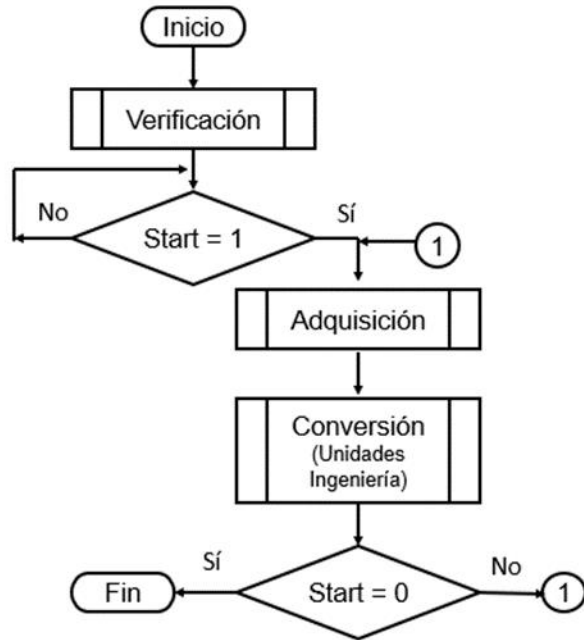 Inicio
Verificación
No
Sí
Start = 1
1
Adquisición
Conversión
(Unidades
Ingeniería)
Sí
No
Fin
Start = 0
1